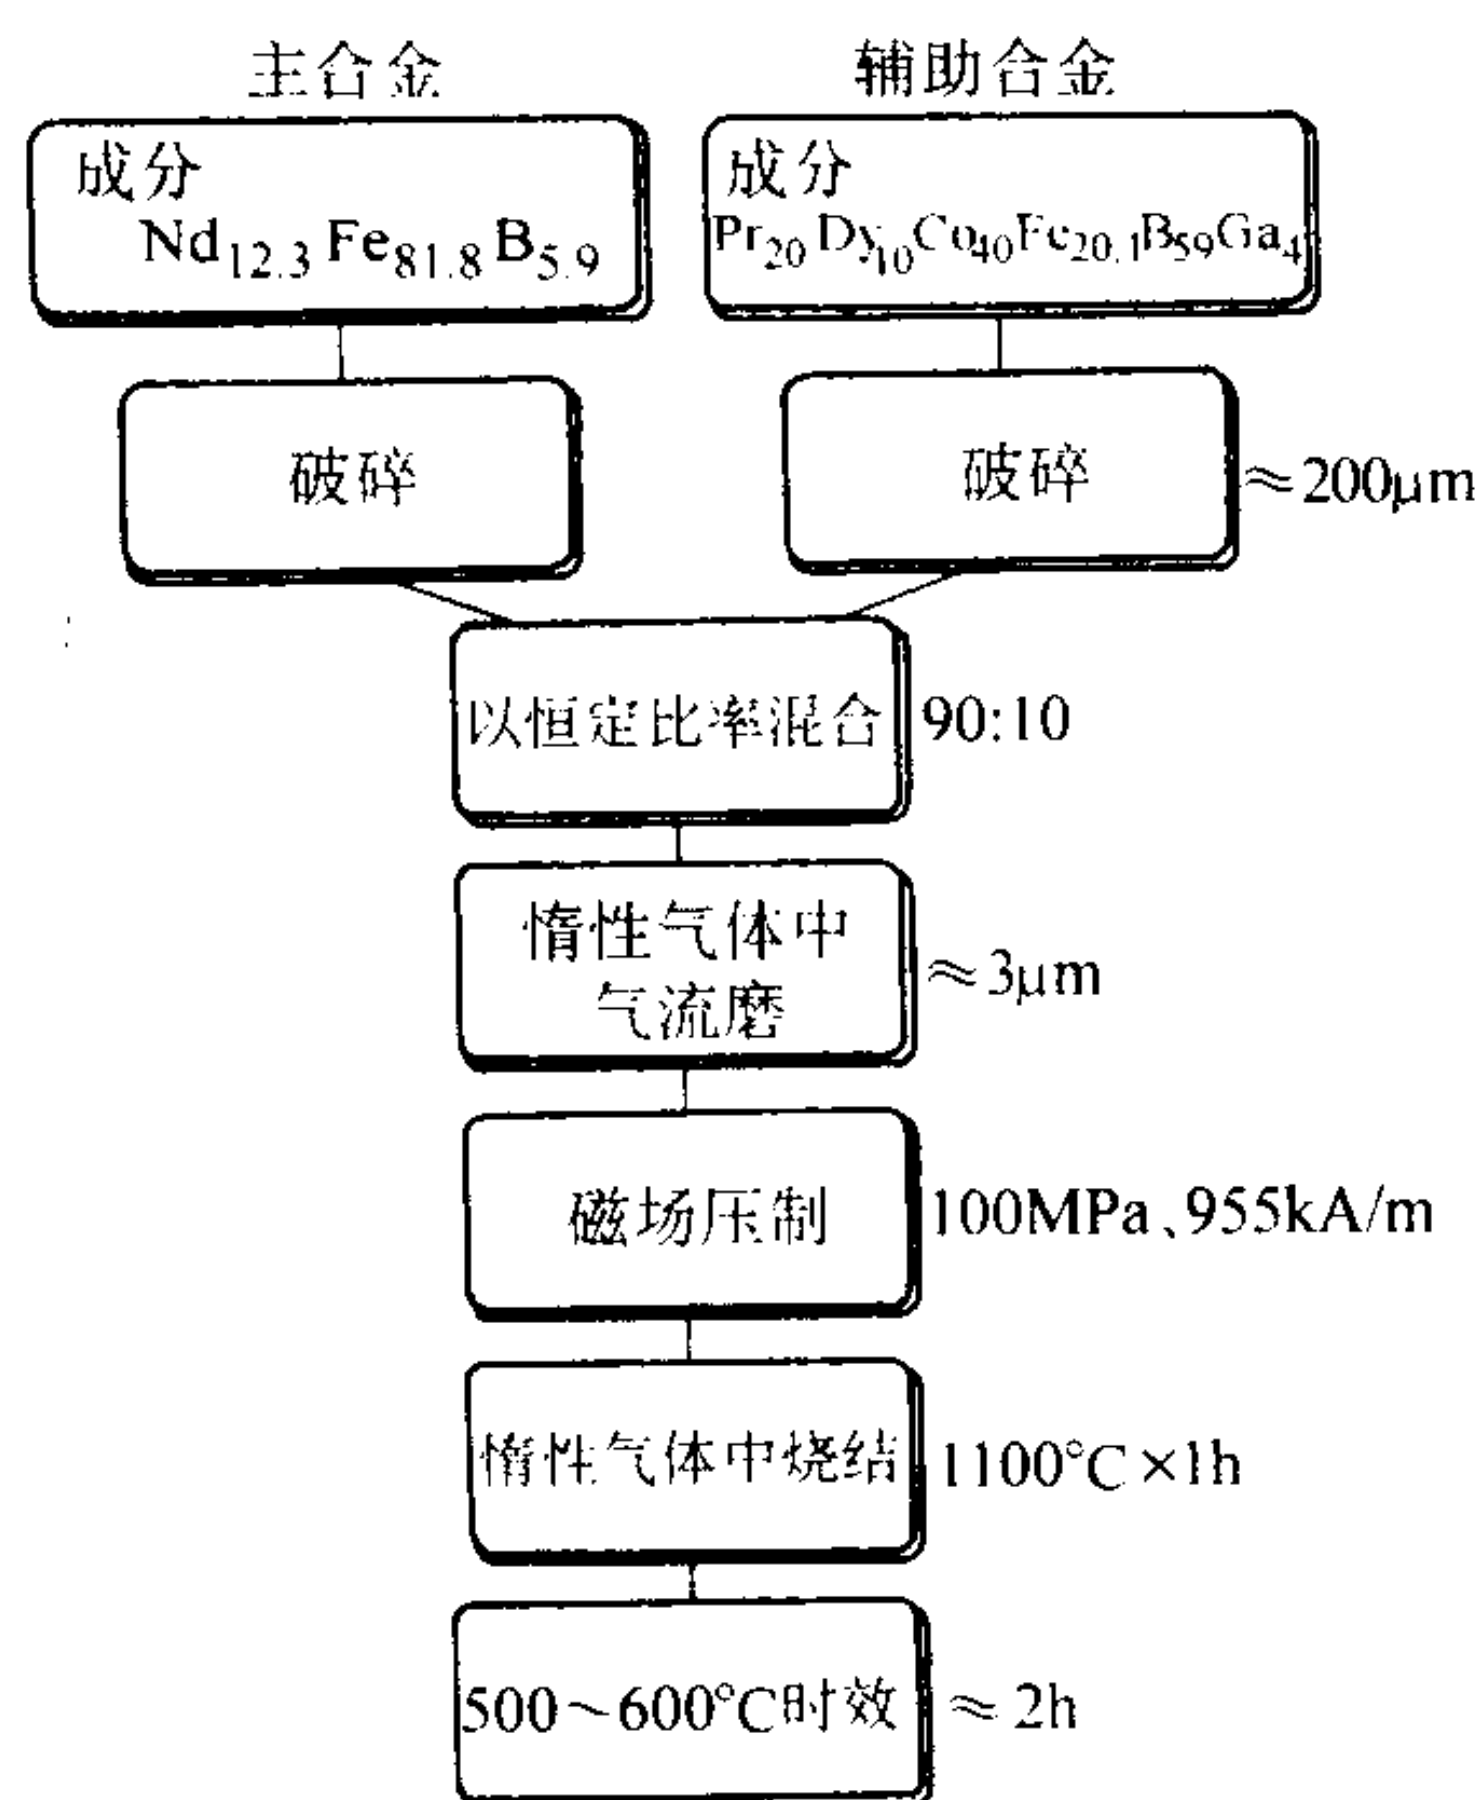 主合金
辅助合金
成分
Nd12.3Fe81.8B5.9
成分
Pr20Dy10Co40Fe20.1B59Ga4
破碎
破碎
≈200μm
以恒定比率混合
90:10
惰性气体中
气流磨
≈3μm
磁场压制
100MPa、955kA/m
惰性气体中烧结
1100℃×1h
500~600℃时效
≈2h